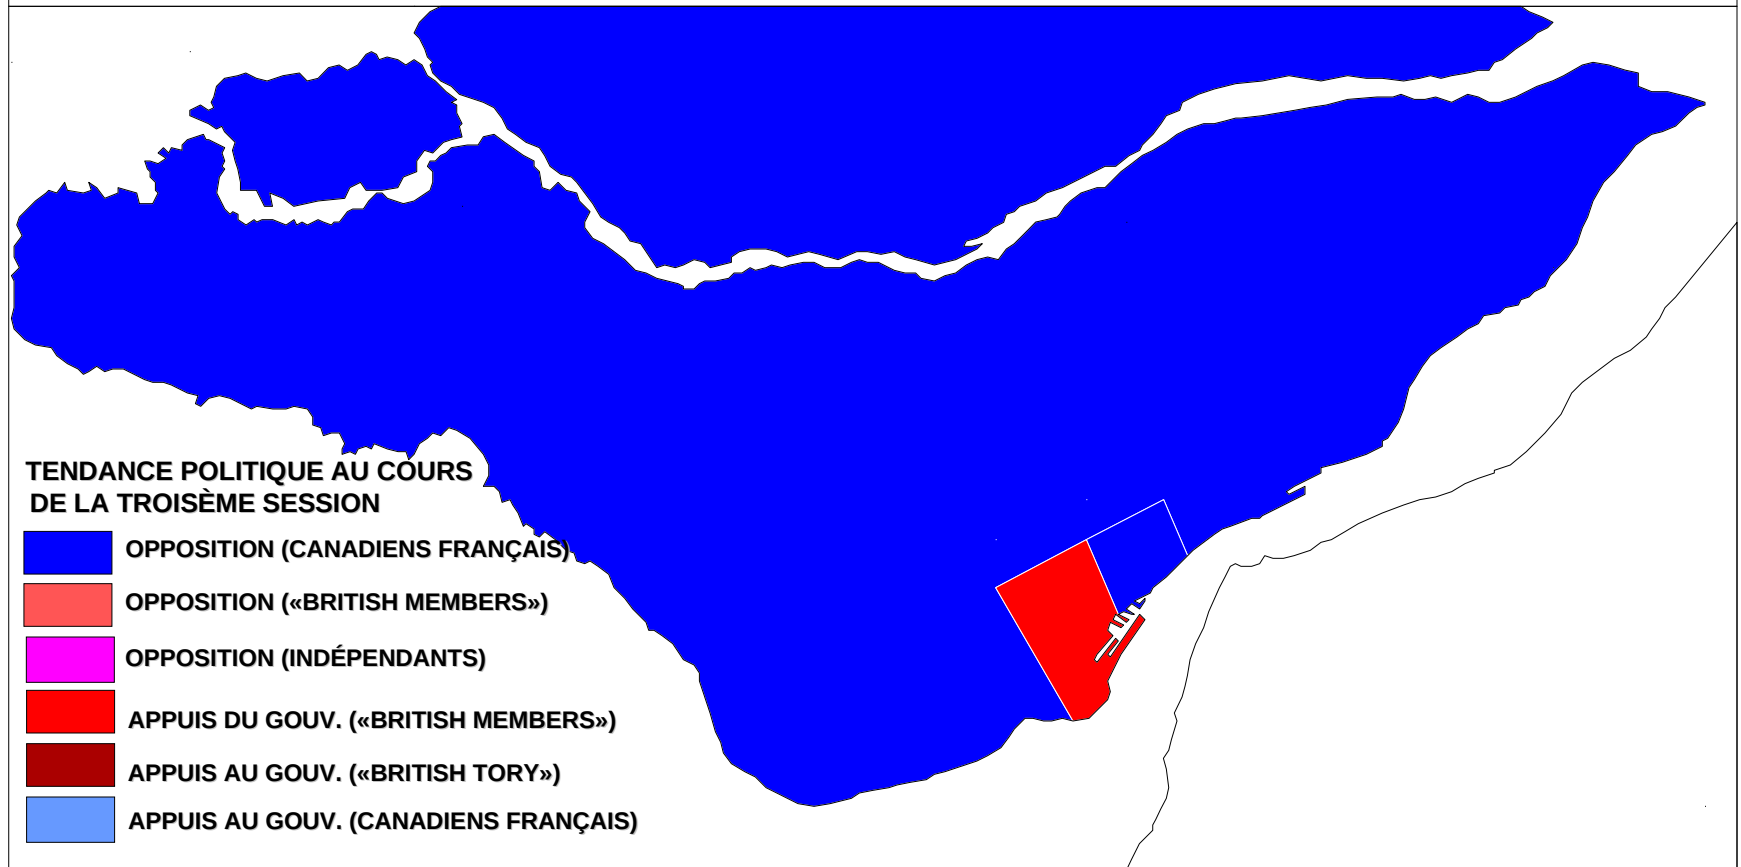 TENDANCE POLITIQUE AU COURS
DE LA TROISÈME SESSION
OPPOSITION (CANADIENS FRANÇAIS)
OPPOSITION («BRITISH MEMBERS»)
OPPOSITION (INDÉPENDANTS)
APPUIS DU GOUV. («BRITISH MEMBERS»)
APPUIS AU GOUV. («BRITISH TORY»)
APPUIS AU GOUV. (CANADIENS FRANÇAIS)